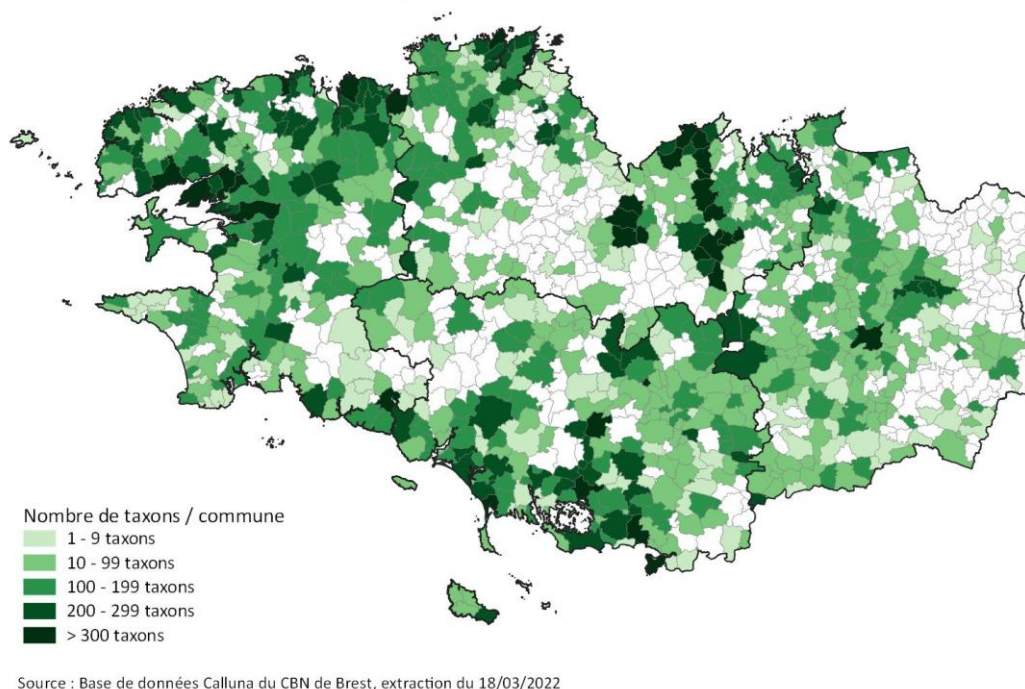 Nombre de taxons / commune
1 - 9 taxons
10 - 99 taxons
100 - 199 taxons
200 - 299 taxons
> 300 taxons
Source : Base de données Calluna du CBN de Brest, extraction du 18/03/2022